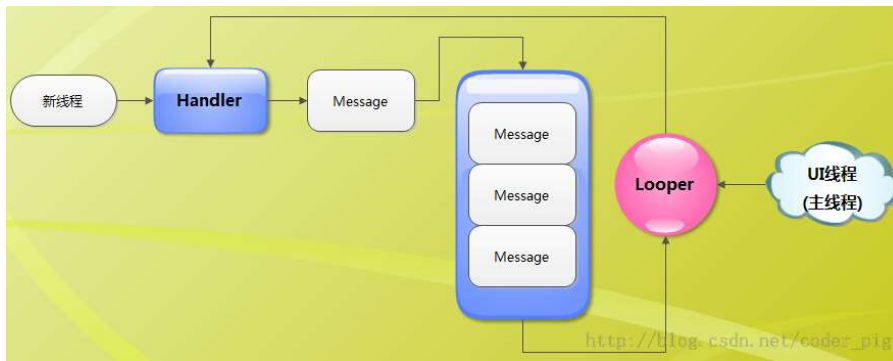 新线程
Handler
Message
Message
Message
Message
Looper
UI线程
(主线程)
http://blog.csdn.net/coder_pig